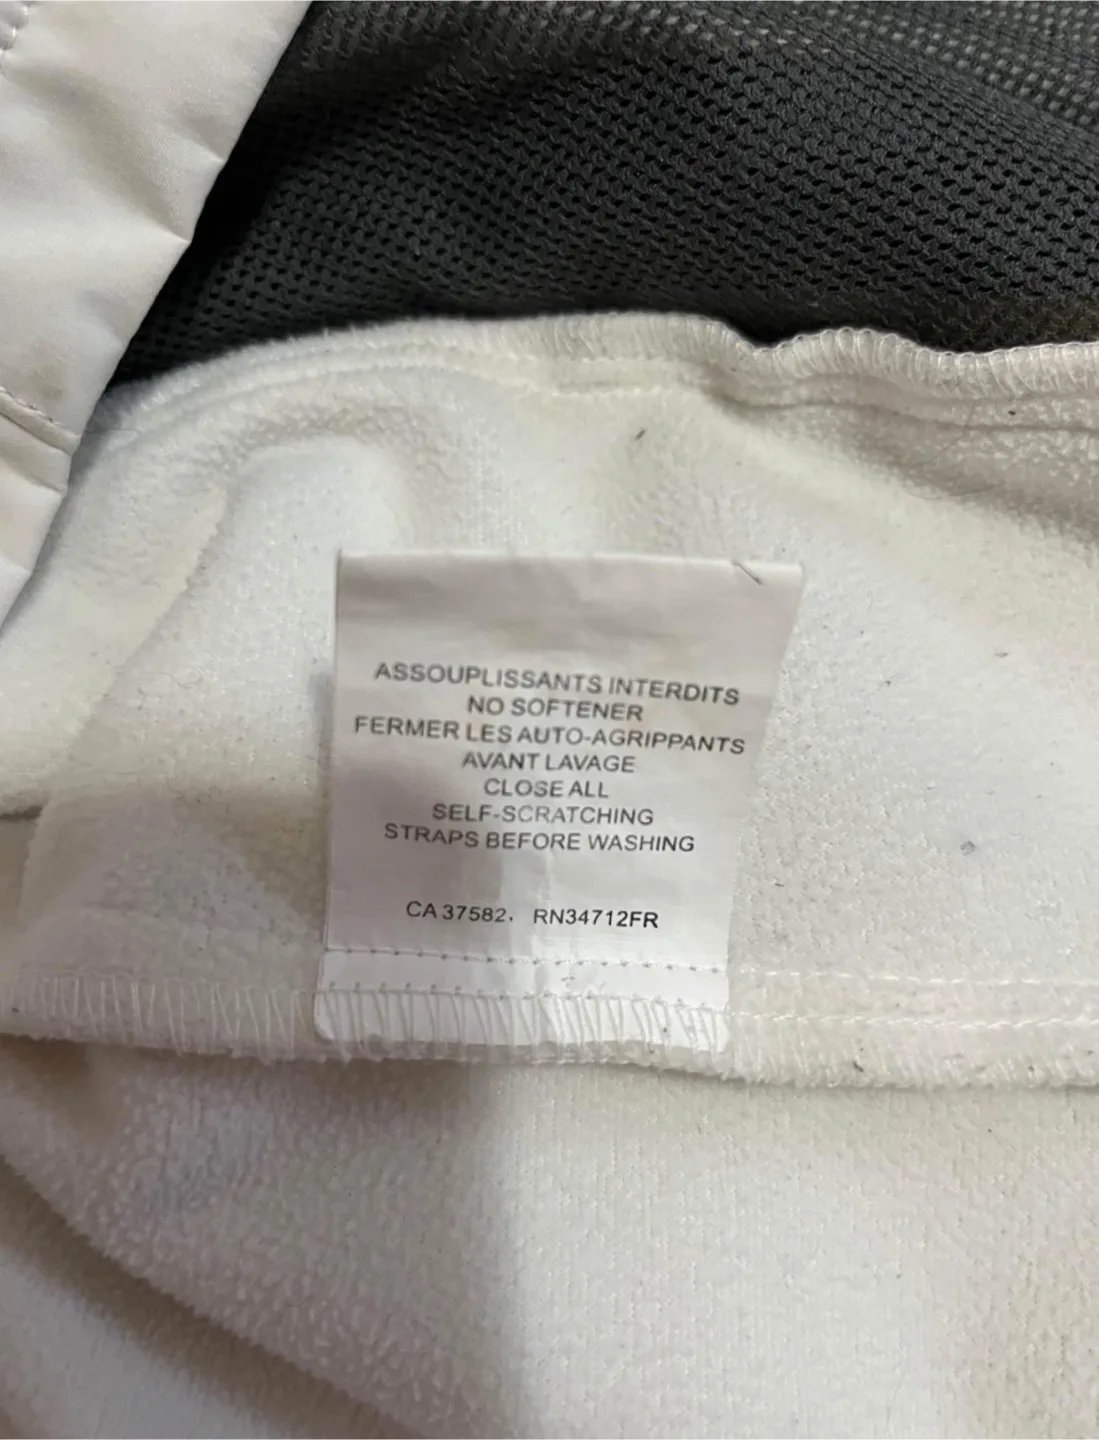 ASSOUPLISSANTS INTERDITS
NO SOFTENER
FERMER LES AUTO-AGRIPPANTS
AVANT LAVAGE
CLOSE ALL
SELF-SCRATCHING
STRAPS BEFORE WASHING
CA 37582, RN34712FR